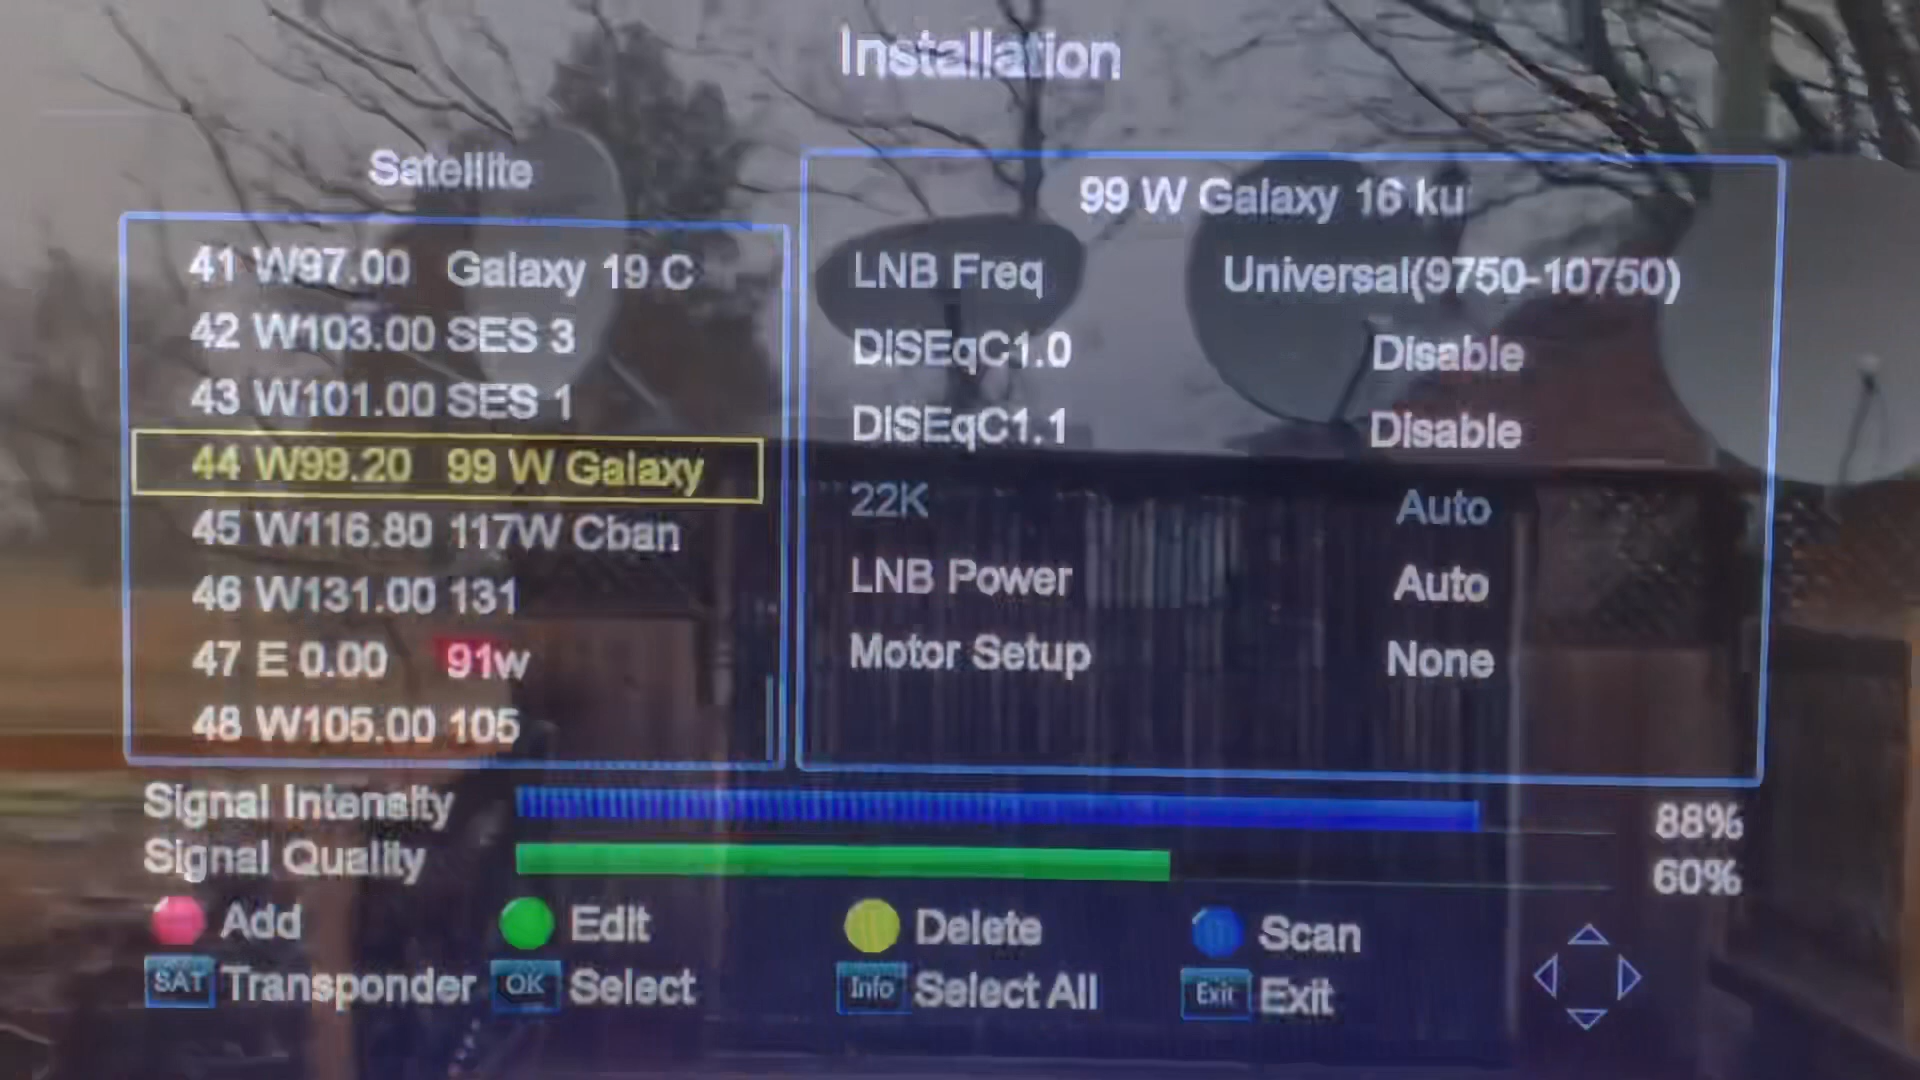 Installation
Satellite
41 W97.00 Galaxy 19 C
42 W103.00 SES 3
43 W101.00 SES 1
44 W99.20 99 W Galaxy
45 W116.80 117W Cban
46 W131.00 131
47 E 0.00 91w
48 W105.00 105
99 W Galaxy 16 ku
LNB Freq Universal(9750-10750)
DISEqC1.0 Disable
DISEqC1.1 Disable
22K Auto
LNB Power Auto
Motor Setup None
Signal Intensity 88%
Signal Quality 60%
Add Edit Delete Scan
SAT Transponder OK Select Info Select All Exit Exit